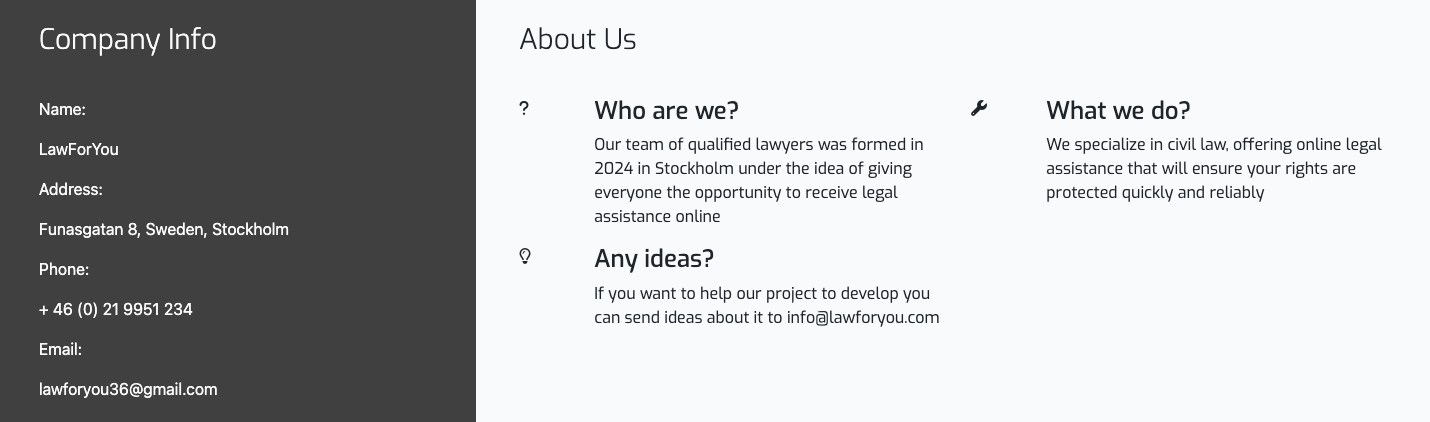 Company Info
Name:
LawForYou
Address:
Funasgatan 8, Sweden, Stockholm
Phone:
+ 46 (0) 21 9951 234
Email:
lawforyou36@gmail.com
About Us
Who are we?
Our team of qualified lawyers was formed in
2024 in Stockholm under the idea of giving
everyone the opportunity to receive legal
assistance online
What we do?
We specialize in civil law, offering online legal
assistance that will ensure your rights are
protected quickly and reliably
Any ideas?
If you want to help our project to develop you
can send ideas about it to info@lawforyou.com